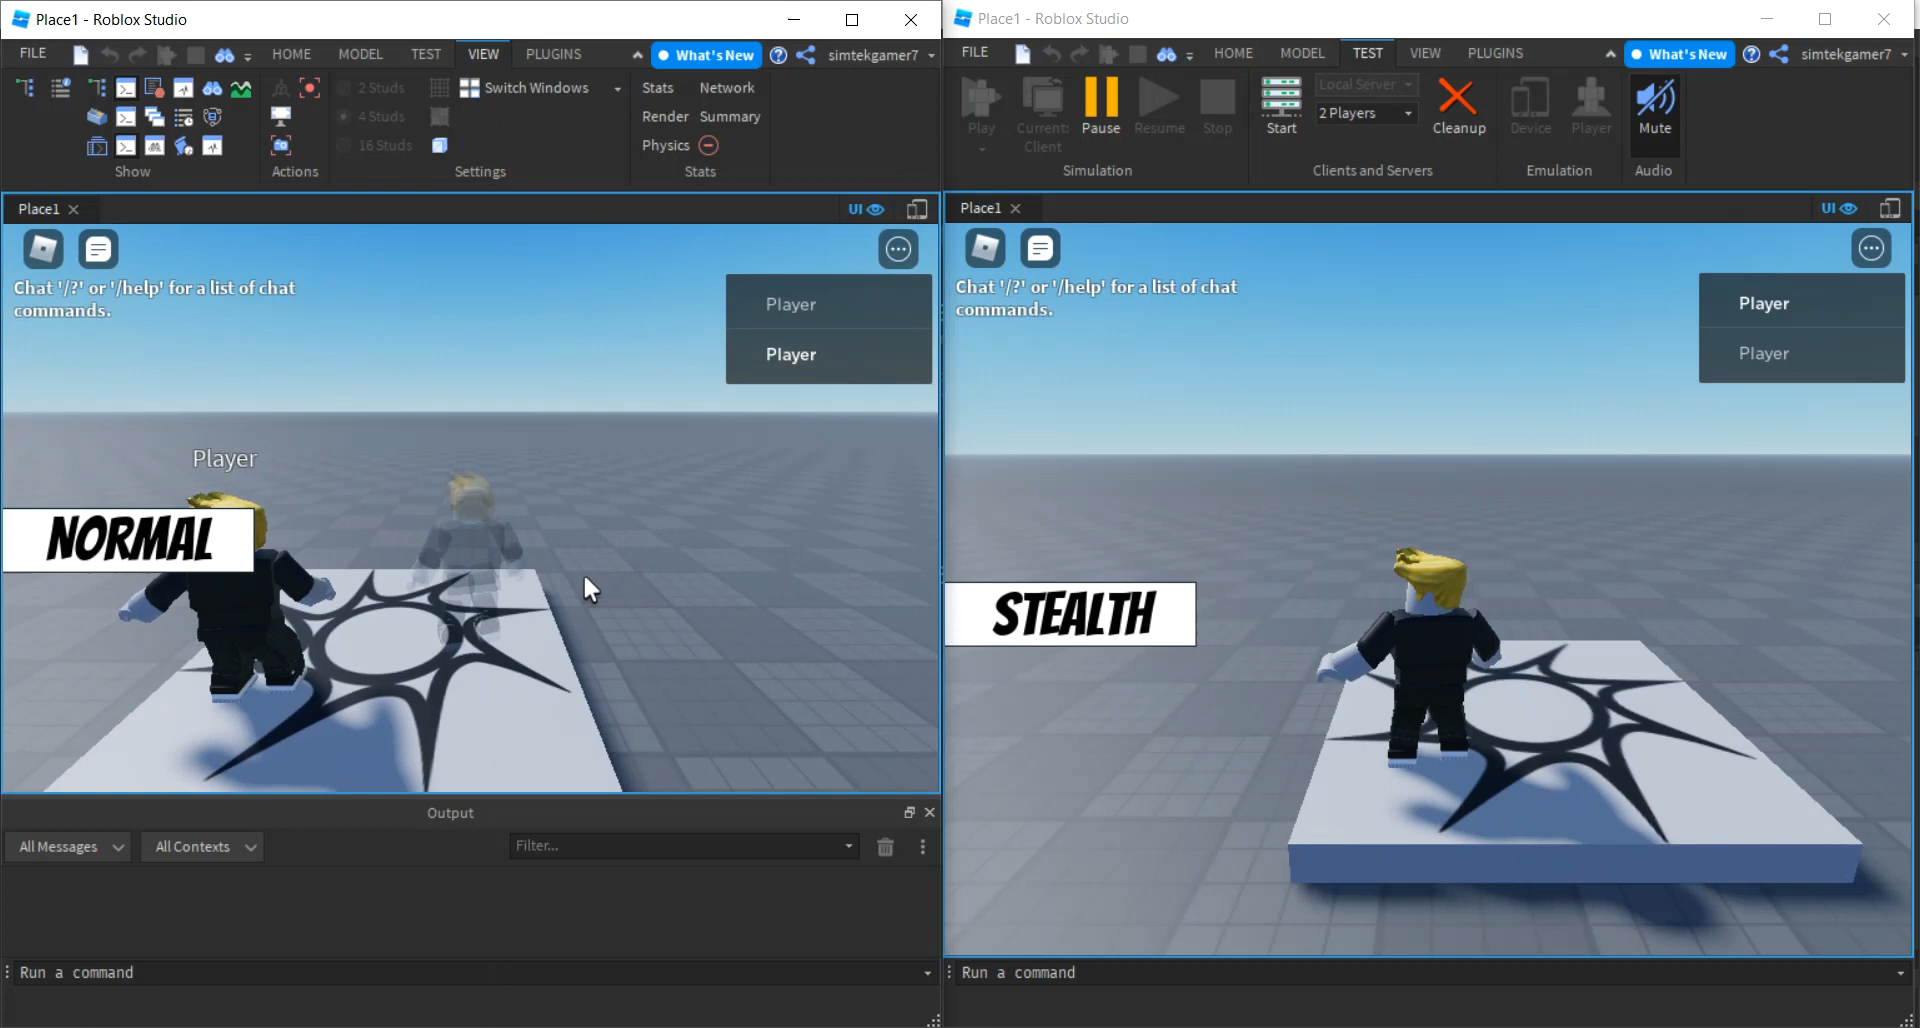 Place1 - Roblox Studio
FILE
HOME
MODEL
TEST
VIEW
PLUGINS
What's New
simtekgamer7
2 Studs
4 Studs
16 Studs
Switch Windows
Stats
Network
Render
Summary
Physics
Show
Actions
Settings
Stats
Place1
UI
Chat '/?' or '/help' for a list of chat
commands.
Player
Player
Player
NORMAL
Output
All Messages
All Contexts
Filter...
Run a command
Place1 - Roblox Studio
FILE
HOME
MODEL
TEST
VIEW
PLUGINS
What's New
simtekgamer7
Play
Current:
Client
Pause
Resume
Stop
Start
Local Server
2 Players
Cleanup
Device
Player
Mute
Simulation
Clients and Servers
Emulation
Audio
Place1
UI
Chat '/?' or '/help' for a list of chat
commands.
Player
Player
STEALTH
Run a command